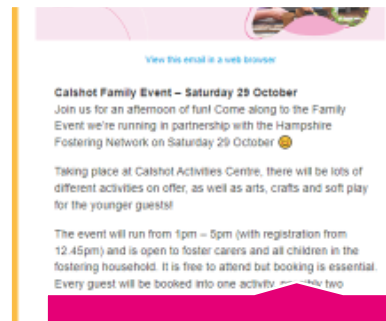 View this email in a web browser
Calshot Family Event – Saturday 29 October
Join us for an afternoon of fun! Come along to the Family
Event we're running in partnership with the Hampshire
Fostering Network on Saturday 29 October
Taking place at Calshot Activities Centre, there will be lots of
different activities on offer, as well as arts, crafts and soft play
for the younger guests!
The event will run from 1pm – 5pm (with registration from
12.45pm) and is open to foster carers and all children in the
fostering household. It is free to attend but booking is essential.
Every guest will be booked into one activity, possibly two